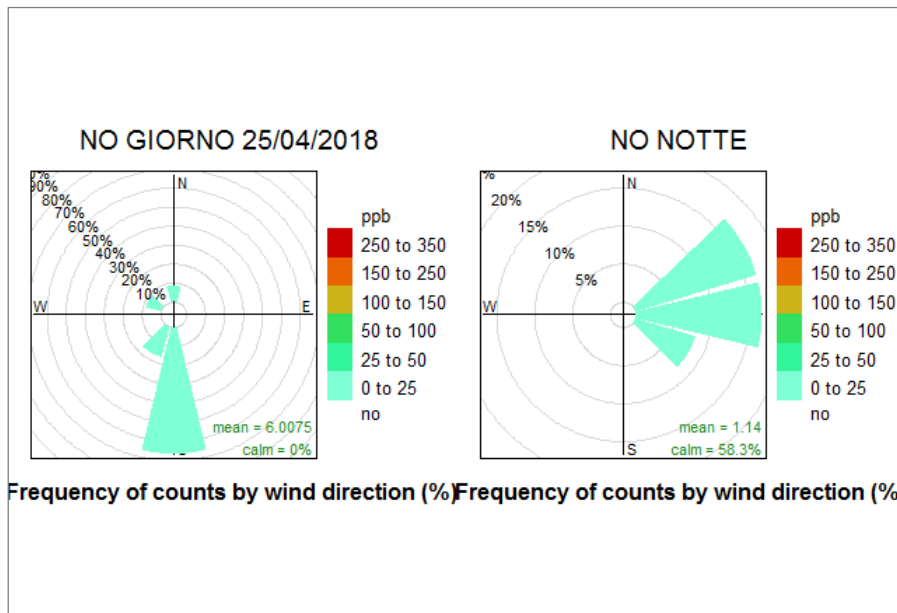 NO GIORNO 25/04/2018
NO NOTTE
90%
80%
70%
60%
50%
40%
30%
20%
10%
N
W
E
mean = 6.0075
calm = 0%
ppb
250 to 350
150 to 250
100 to 150
50 to 100
25 to 50
0 to 25
no
%
20%
15%
10%
5%
N
W
S
mean = 1.14
calm = 58.3%
ppb
250 to 350
150 to 250
100 to 150
50 to 100
25 to 50
0 to 25
no
Frequency of counts by wind direction (%)
Frequency of counts by wind direction (%